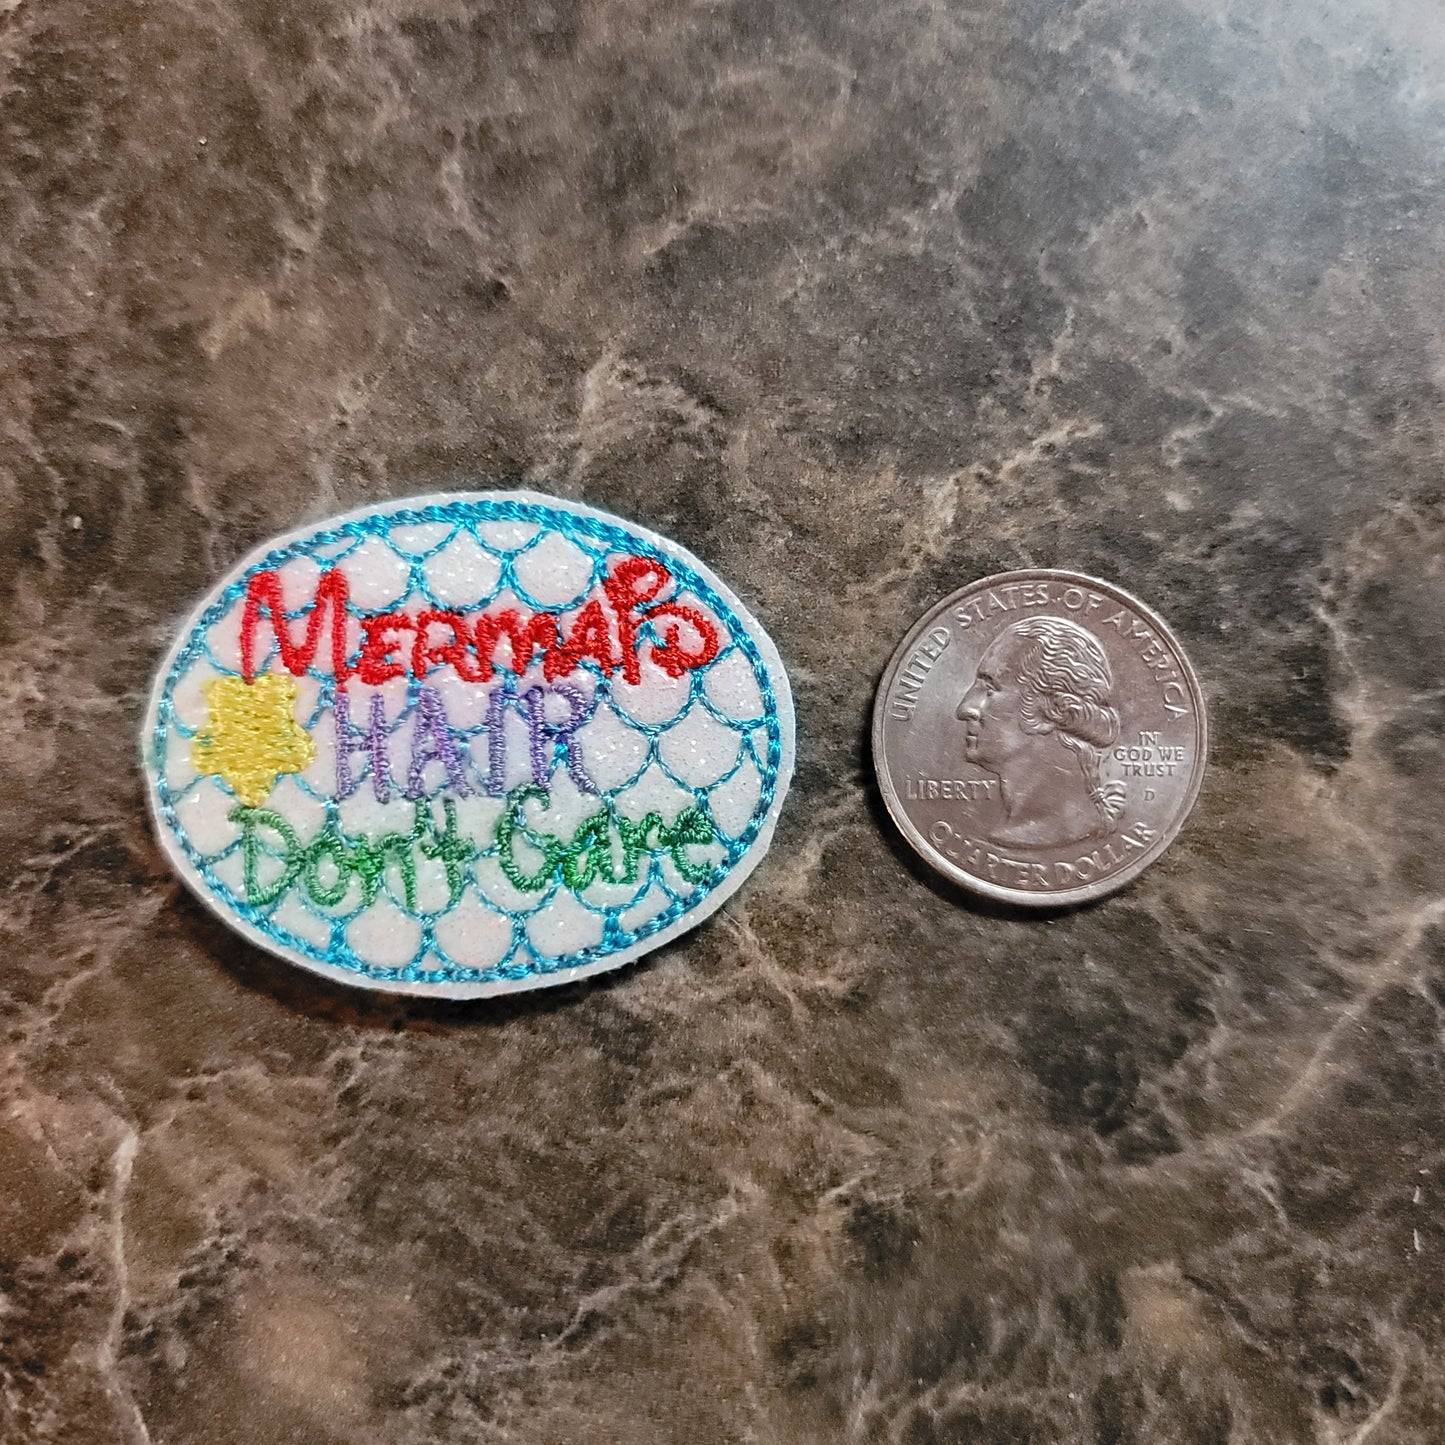 MERMAID
HAIR
Don't Care
UNITED STATES OF AMERICA
LIBERTY
IN
GOD WE
TRUST
D
QUARTER DOLLAR